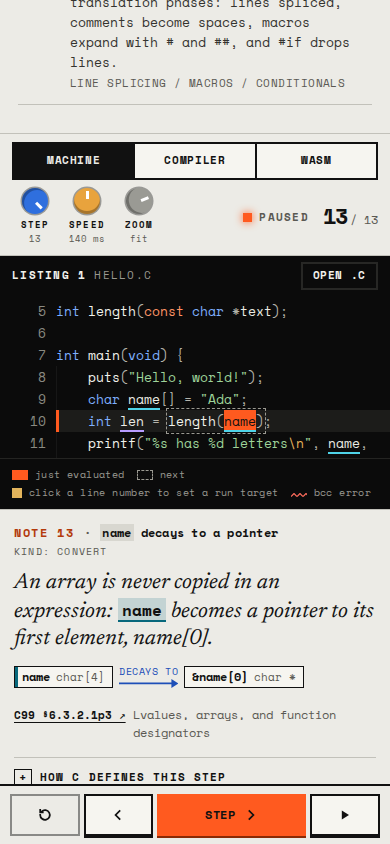 translation phases: lines spliced,
comments become spaces, macros
expand with # and ##, and #if drops
lines.
LINE SPLICING / MACROS / CONDITIONALS
MACHINE
COMPILER
WASM
STEP
13
SPEED
140 ms
ZOOM
fit
PAUSED 13 / 13
LISTING 1 HELLO.C
OPEN .C
5 int length(const char *text);
6
7 int main(void) {
8 puts("Hello, world!");
9 char name[] = "Ada";
10 int len = length(name);
11 printf("%s has %d letters\n", name,
just evaluated next
click a line number to set a run target bcc error
NOTE 13 · name decays to a pointer
KIND: CONVERT
An array is never copied in an
expression: name becomes a pointer to its
first element, name[0].
name char[4] DECAYS TO &name[0] char *
C99 §6.3.2.1p3 ↗ Lvalues, arrays, and function
designators
+ HOW C DEFINES THIS STEP
STEP